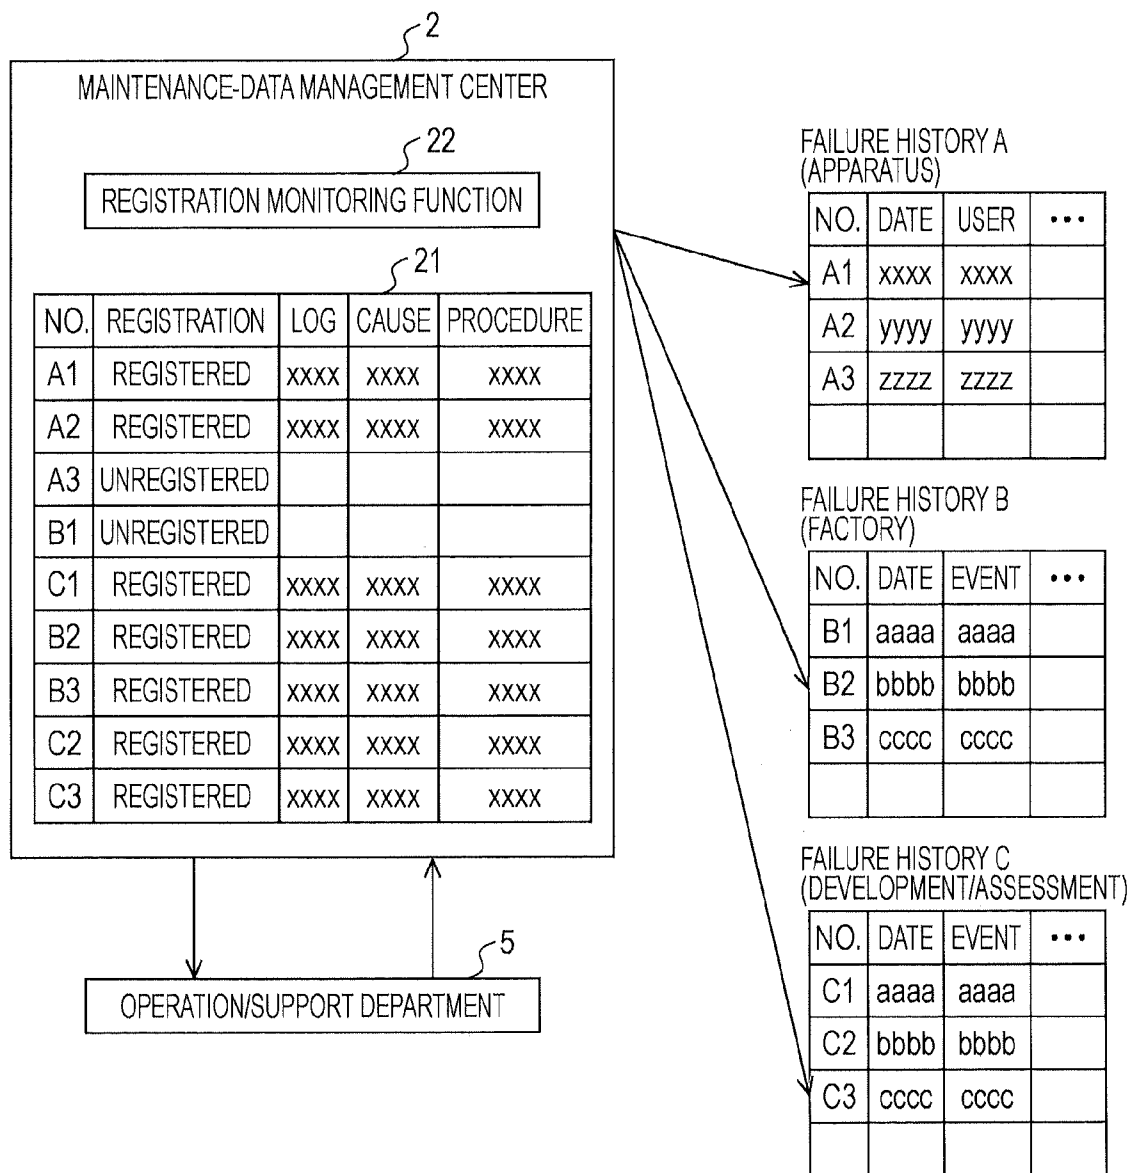 2
MAINTENANCE-DATA MANAGEMENT CENTER
22
REGISTRATION MONITORING FUNCTION
21
NO. REGISTRATION LOG CAUSE PROCEDURE
A1 REGISTERED xxxx xxxx xxxx
A2 REGISTERED xxxx xxxx xxxx
A3 UNREGISTERED
B1 UNREGISTERED
C1 REGISTERED xxxx xxxx xxxx
B2 REGISTERED xxxx xxxx xxxx
B3 REGISTERED xxxx xxxx xxxx
C2 REGISTERED xxxx xxxx xxxx
C3 REGISTERED xxxx xxxx xxxx
5
OPERATION/SUPPORT DEPARTMENT
FAILURE HISTORY A
(APPARATUS)
NO. DATE USER •••
A1 xxxx xxxx
A2 yyyy yyyy
A3 zzzz zzzz
FAILURE HISTORY B
(FACTORY)
NO. DATE EVENT •••
B1 aaaa aaaa
B2 bbbb bbbb
B3 cccc cccc
FAILURE HISTORY C
(DEVELOPMENT/ASSESSMENT)
NO. DATE EVENT •••
C1 aaaa aaaa
C2 bbbb bbbb
C3 cccc cccc